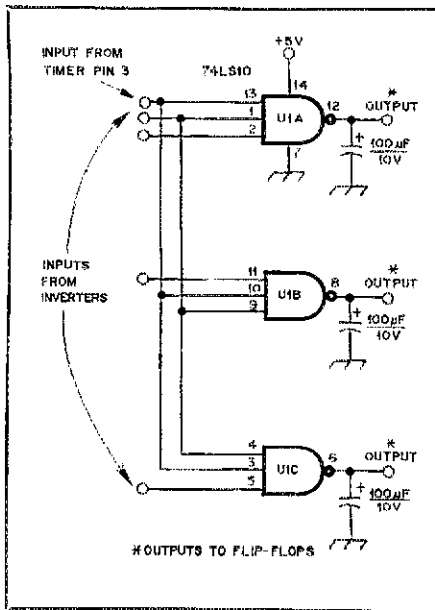 INPUT FROM
TIMER PIN 3
74LS10
+5V
14
13
1
2
U1A
12
*
OUTPUT
+
100µF
10V
7
INPUTS
FROM
INVERTERS
11
10
9
U1B
8
*
OUTPUT
+
100µF
10V
4
3
5
U1C
6
*
OUTPUT
+
100µF
10V
*OUTPUTS TO FLIP-FLOPS